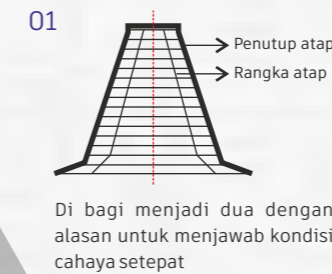 01
Penutup atap
Rangka atap
Di bagi menjadi dua dengan
alasan untuk menjawab kondisi
cahaya setepat